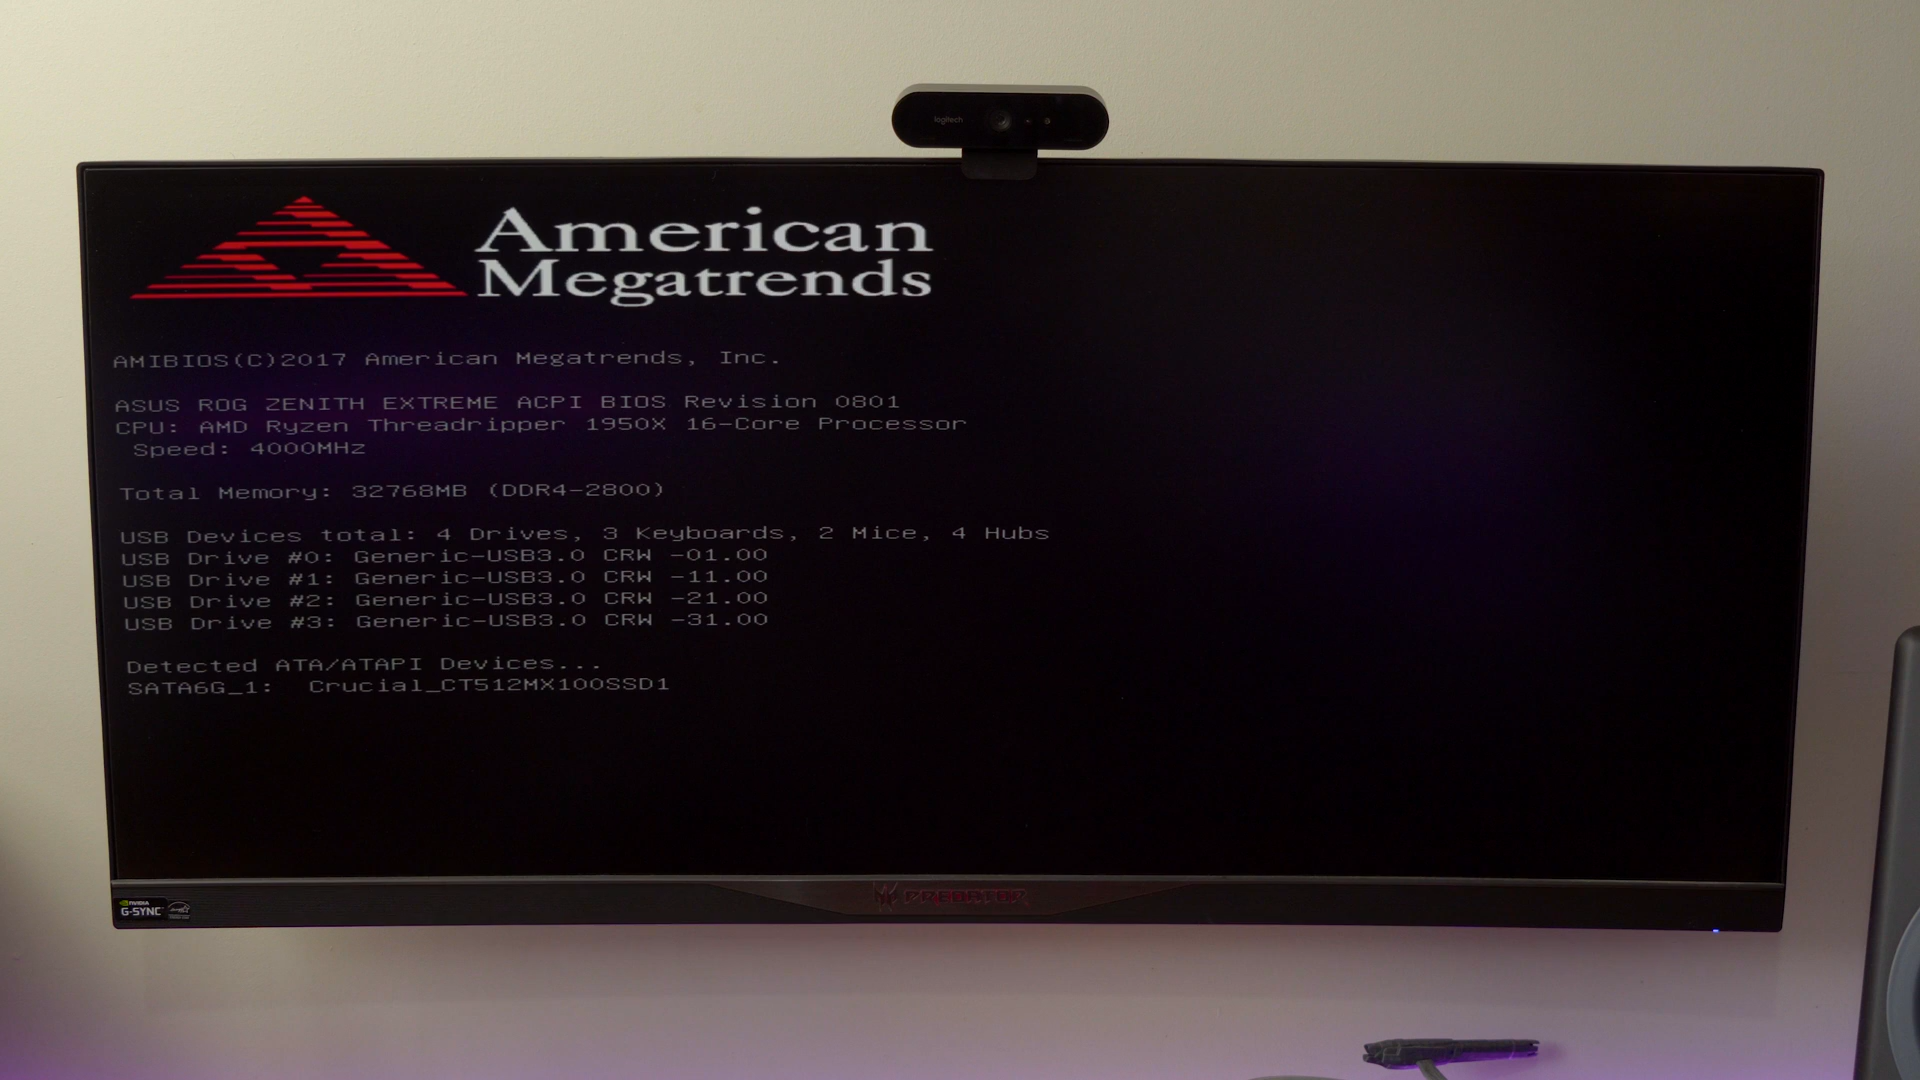 logitech
American
Megatrends
AMIBIOS(C)2017 American Megatrends, Inc.
ASUS ROG ZENITH EXTREME ACPI BIOS Revision 0801
CPU: AMD Ryzen Threadripper 1950X 16-Core Processor
Speed: 4000MHz
Total Memory: 32768MB (DDR4-2800)
USB Devices total: 4 Drives, 3 Keyboards, 2 Mice, 4 Hubs
USB Drive #0: Generic-USB3.0 CRW -01.00
USB Drive #1: Generic-USB3.0 CRW -11.00
USB Drive #2: Generic-USB3.0 CRW -21.00
USB Drive #3: Generic-USB3.0 CRW -31.00
Detected ATA/ATAPI Devices...
SATA6G_1: Crucial_CT512MX100SSD1
NVIDIA
G-SYNC
PREDATOR